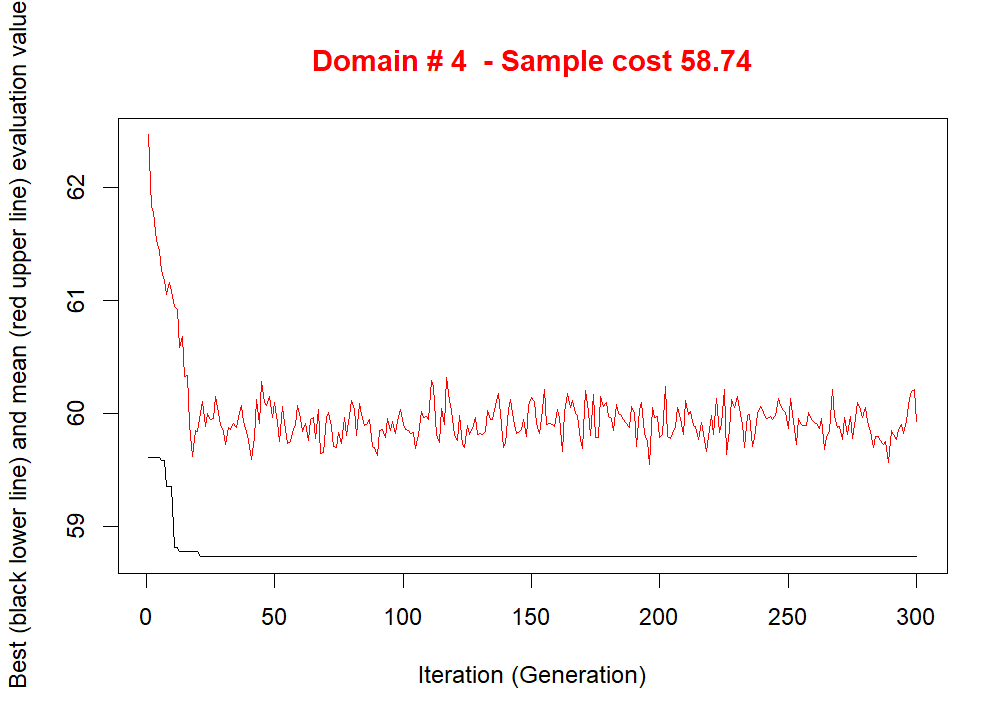 Domain # 4  - Sample cost 58.74
Best (black lower line) and mean (red upper line) evaluation value
62
61
60
59
0 50 100 150 200 250 300
Iteration (Generation)